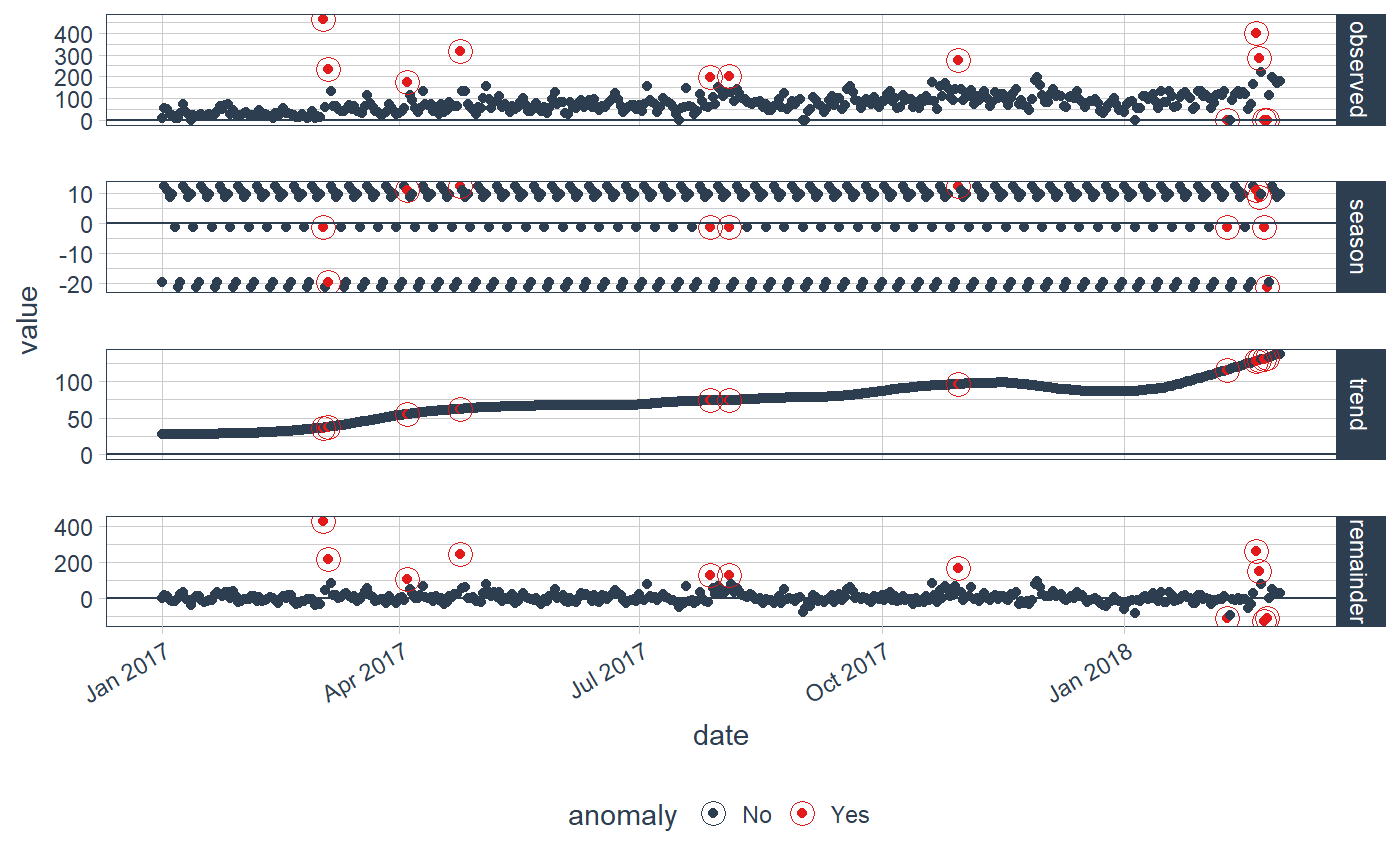 400
300
200
100
0
observed
10
0
-10
-20
season
value
100
50
0
trend
400
200
0
remainder
Jan 2017
Apr 2017
Jul 2017
Oct 2017
Jan 2018
date
anomaly No Yes